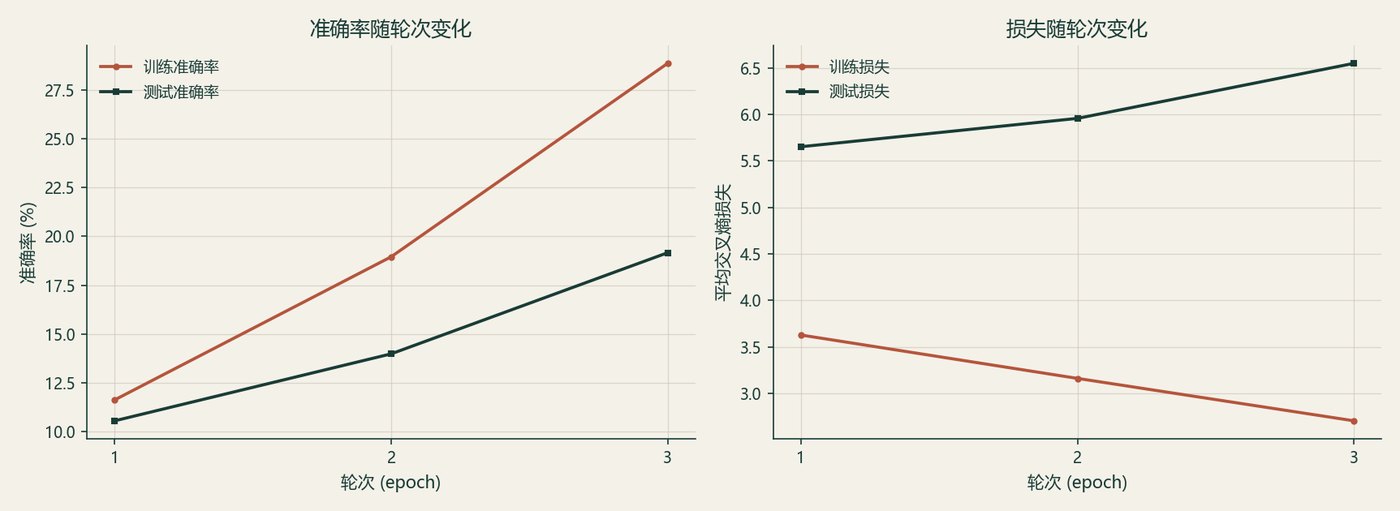 准确率随轮次变化
训练准确率
测试准确率
准确率 (%)
27.5
25.0
22.5
20.0
17.5
15.0
12.5
10.0
1
2
3
轮次 (epoch)
损失随轮次变化
训练损失
测试损失
平均交叉熵损失
6.5
6.0
5.5
5.0
4.5
4.0
3.5
3.0
1
2
3
轮次 (epoch)